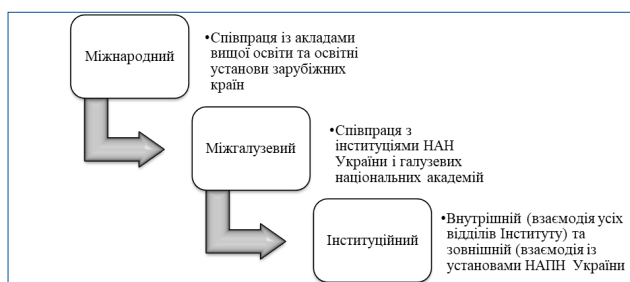 Міжнародний
•Співпраця із акладами
вищої освіти та освітні
установи зарубіжних
країн
Міжгалузевий
•Співпраця з
інституціями НАН
України і галузевих
національних академій
Інституційний
•Внутрішній (взаємодія усіх
відділів Інституту) та
зовнішній (взаємодія із
установами НАПН України